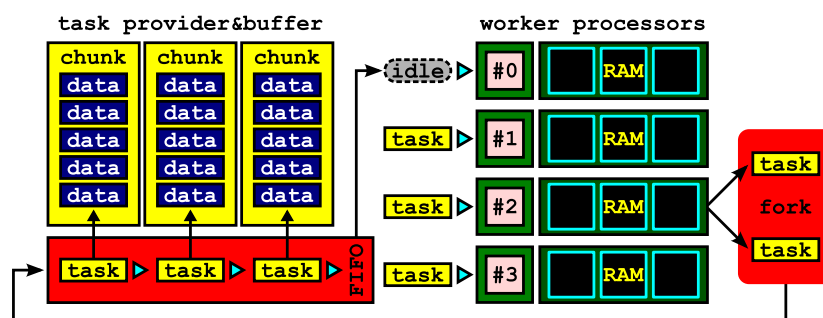 task provider&buffer
chunk chunk chunk
data data data
data data data
data data data
data data data
data data data
task task task FIFO
worker processors
idle #0 RAM
task #1 RAM
task #2 RAM
task #3 RAM
task
fork
task